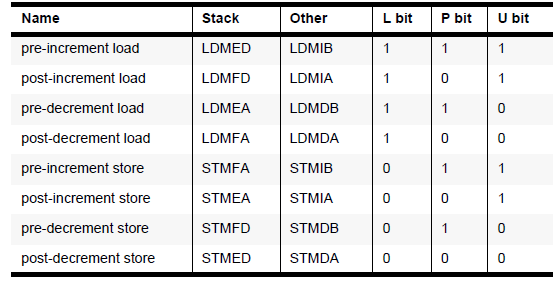 Name Stack Other L bit P bit U bit
pre-increment load LDMED LDMIB 1 1 1
post-increment load LDMFD LDMIA 1 0 1
pre-decrement load LDMEA LDMDB 1 1 0
post-decrement load LDMFA LDMDA 1 0 0
pre-increment store STMFA STMIB 0 1 1
post-increment store STMEA STMIA 0 0 1
pre-decrement store STMFD STMDB 0 1 0
post-decrement store STMED STMDA 0 0 0